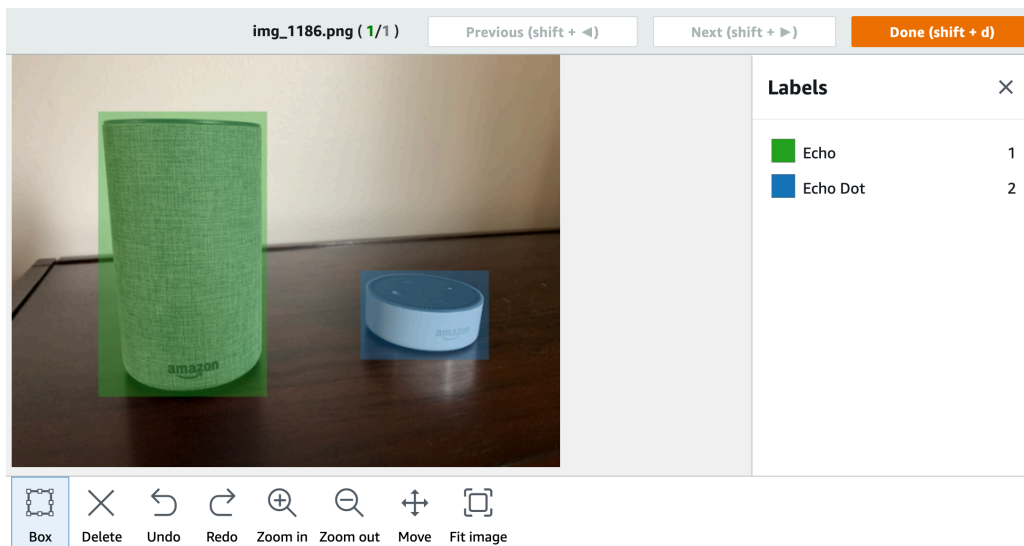 img_1186.png ( 1/1 )
Previous (shift + ◄)
Next (shift + ►)
Done (shift + d)
Labels
Echo 1
Echo Dot 2
amazon
amazon
Box Delete Undo Redo Zoom in Zoom out Move Fit image